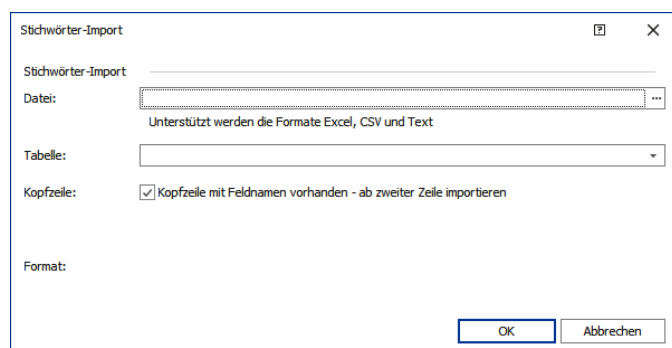 Stichwörter-Import
Stichwörter-Import
Datei:
Unterstützt werden die Formate Excel, CSV und Text
Tabelle:
Kopfzeile: Kopfzeile mit Feldnamen vorhanden - ab zweiter Zeile importieren
Format:
OK Abbrechen